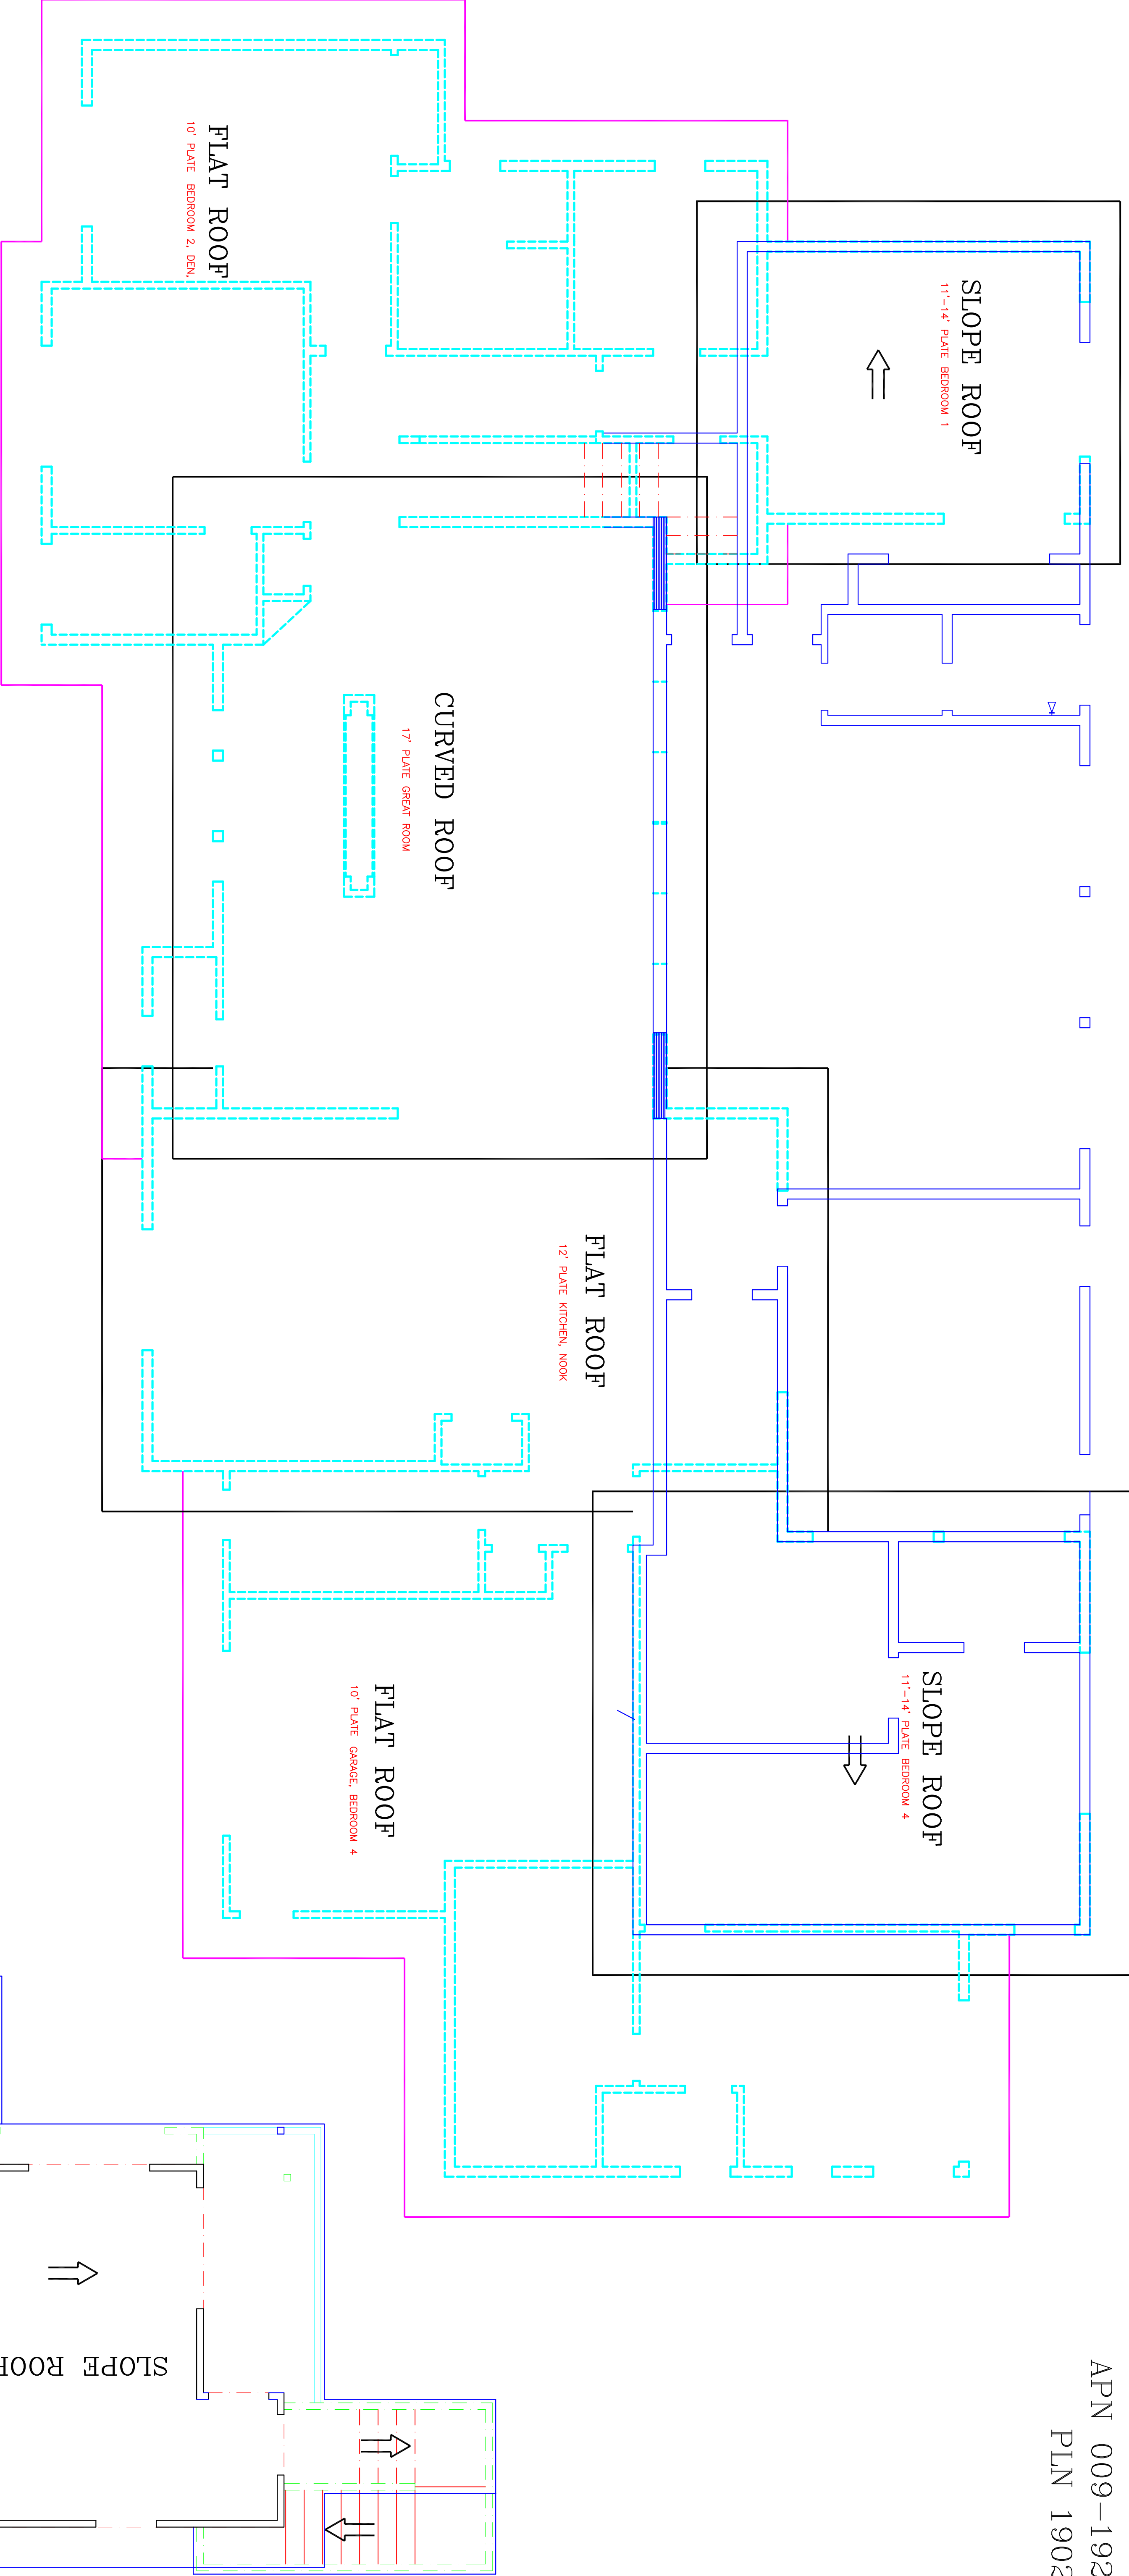 FLAT ROOF
10' PLATE BEDROOM 2, DEN,
SLOPE ROOF
11'-14' PLATE BEDROOM 1
CURVED ROOF
17' PLATE GREAT ROOM
FLAT ROOF
12' PLATE KITCHEN, NOOK
SLOPE ROOF
11'-14' PLATE BEDROOM 4
FLAT ROOF
10' PLATE GARAGE, BEDROOM 4
SLOPE ROOF
APN 009-192
PLN 1902